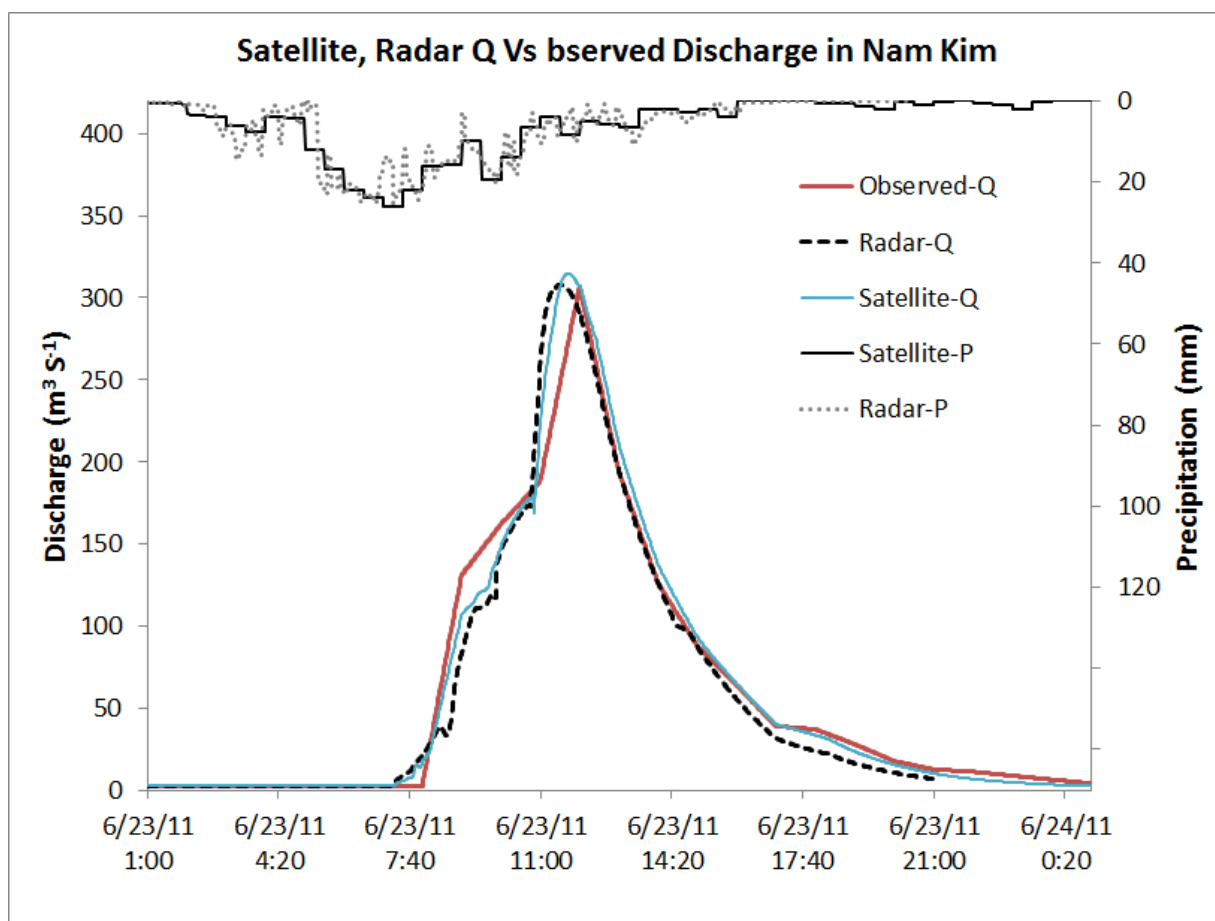 Satellite, Radar Q Vs bserved Discharge in Nam Kim
400
350
300
250
200
150
100
50
0
Discharge (m³ S⁻¹)
0
20
40
60
80
100
120
Precipitation (mm)
Observed-Q
Radar-Q
Satellite-Q
Satellite-P
Radar-P
6/23/11 6/23/11 6/23/11 6/23/11 6/23/11 6/23/11 6/23/11 6/24/11
1:00 4:20 7:40 11:00 14:20 17:40 21:00 0:20